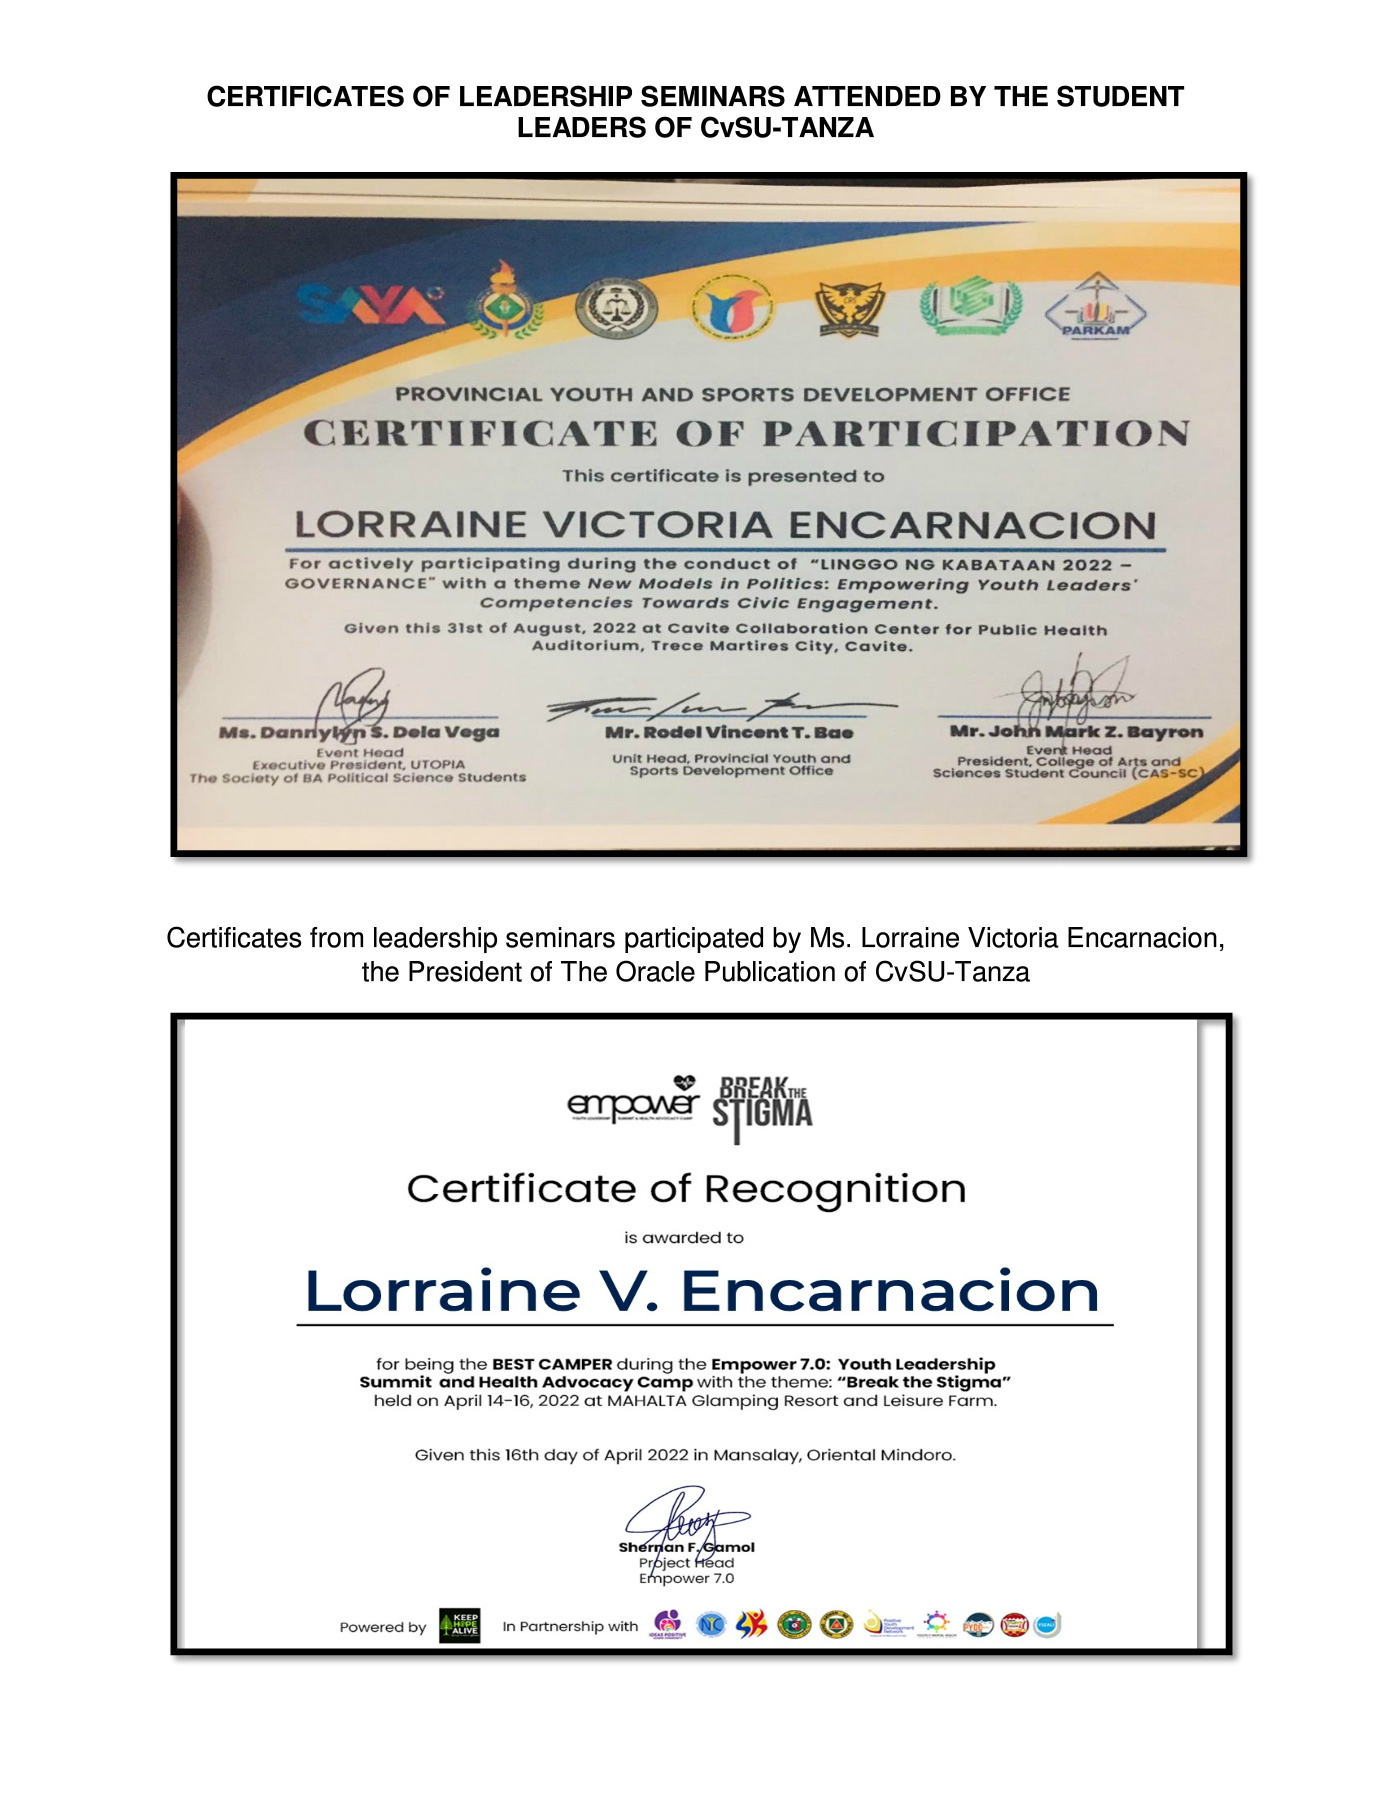 CERTIFICATES OF LEADERSHIP SEMINARS ATTENDED BY THE STUDENT
LEADERS OF CvSU-TANZA
SAYA
CRS
PARKAM
PROVINCIAL YOUTH AND SPORTS DEVELOPMENT OFFICE
CERTIFICATE OF PARTICIPATION
This certificate is presented to
LORRAINE VICTORIA ENCARNACION
For actively participating during the conduct of "LINGGO NG KABATAAN 2022 –
GOVERNANCE" with a theme New Models in Politics: Empowering Youth Leaders'
Competencies Towards Civic Engagement.
Given this 31st of August, 2022 at Cavite Collaboration Center for Public Health
Auditorium, Trece Martires City, Cavite.
Ms. Dannylyn S. Dela Vega Mr. Rodel Vincent T. Bae Mr. John Mark Z. Bayron
Event Head
Executive President, UTOPIA
The Society of BA Political Science Students
Unit Head, Provincial Youth and
Sports Development Office
Event Head
President, College of Arts and
Sciences Student Council (CAS-SC)
Certificates from leadership seminars participated by Ms. Lorraine Victoria Encarnacion,
the President of The Oracle Publication of CvSU-Tanza
empower
BREAK THE
STIGMA
Certificate of Recognition
is awarded to
Lorraine V. Encarnacion
for being the BEST CAMPER during the Empower 7.0: Youth Leadership
Summit and Health Advocacy Camp with the theme: “Break the Stigma”
held on April 14-16, 2022 at MAHALTA Glamping Resort and Leisure Farm.
Given this 16th day of April 2022 in Mansalay, Oriental Mindoro.
Shernan F. Gamol
Project Head
Empower 7.0
Powered by KEEP HOPE ALIVE In Partnership with